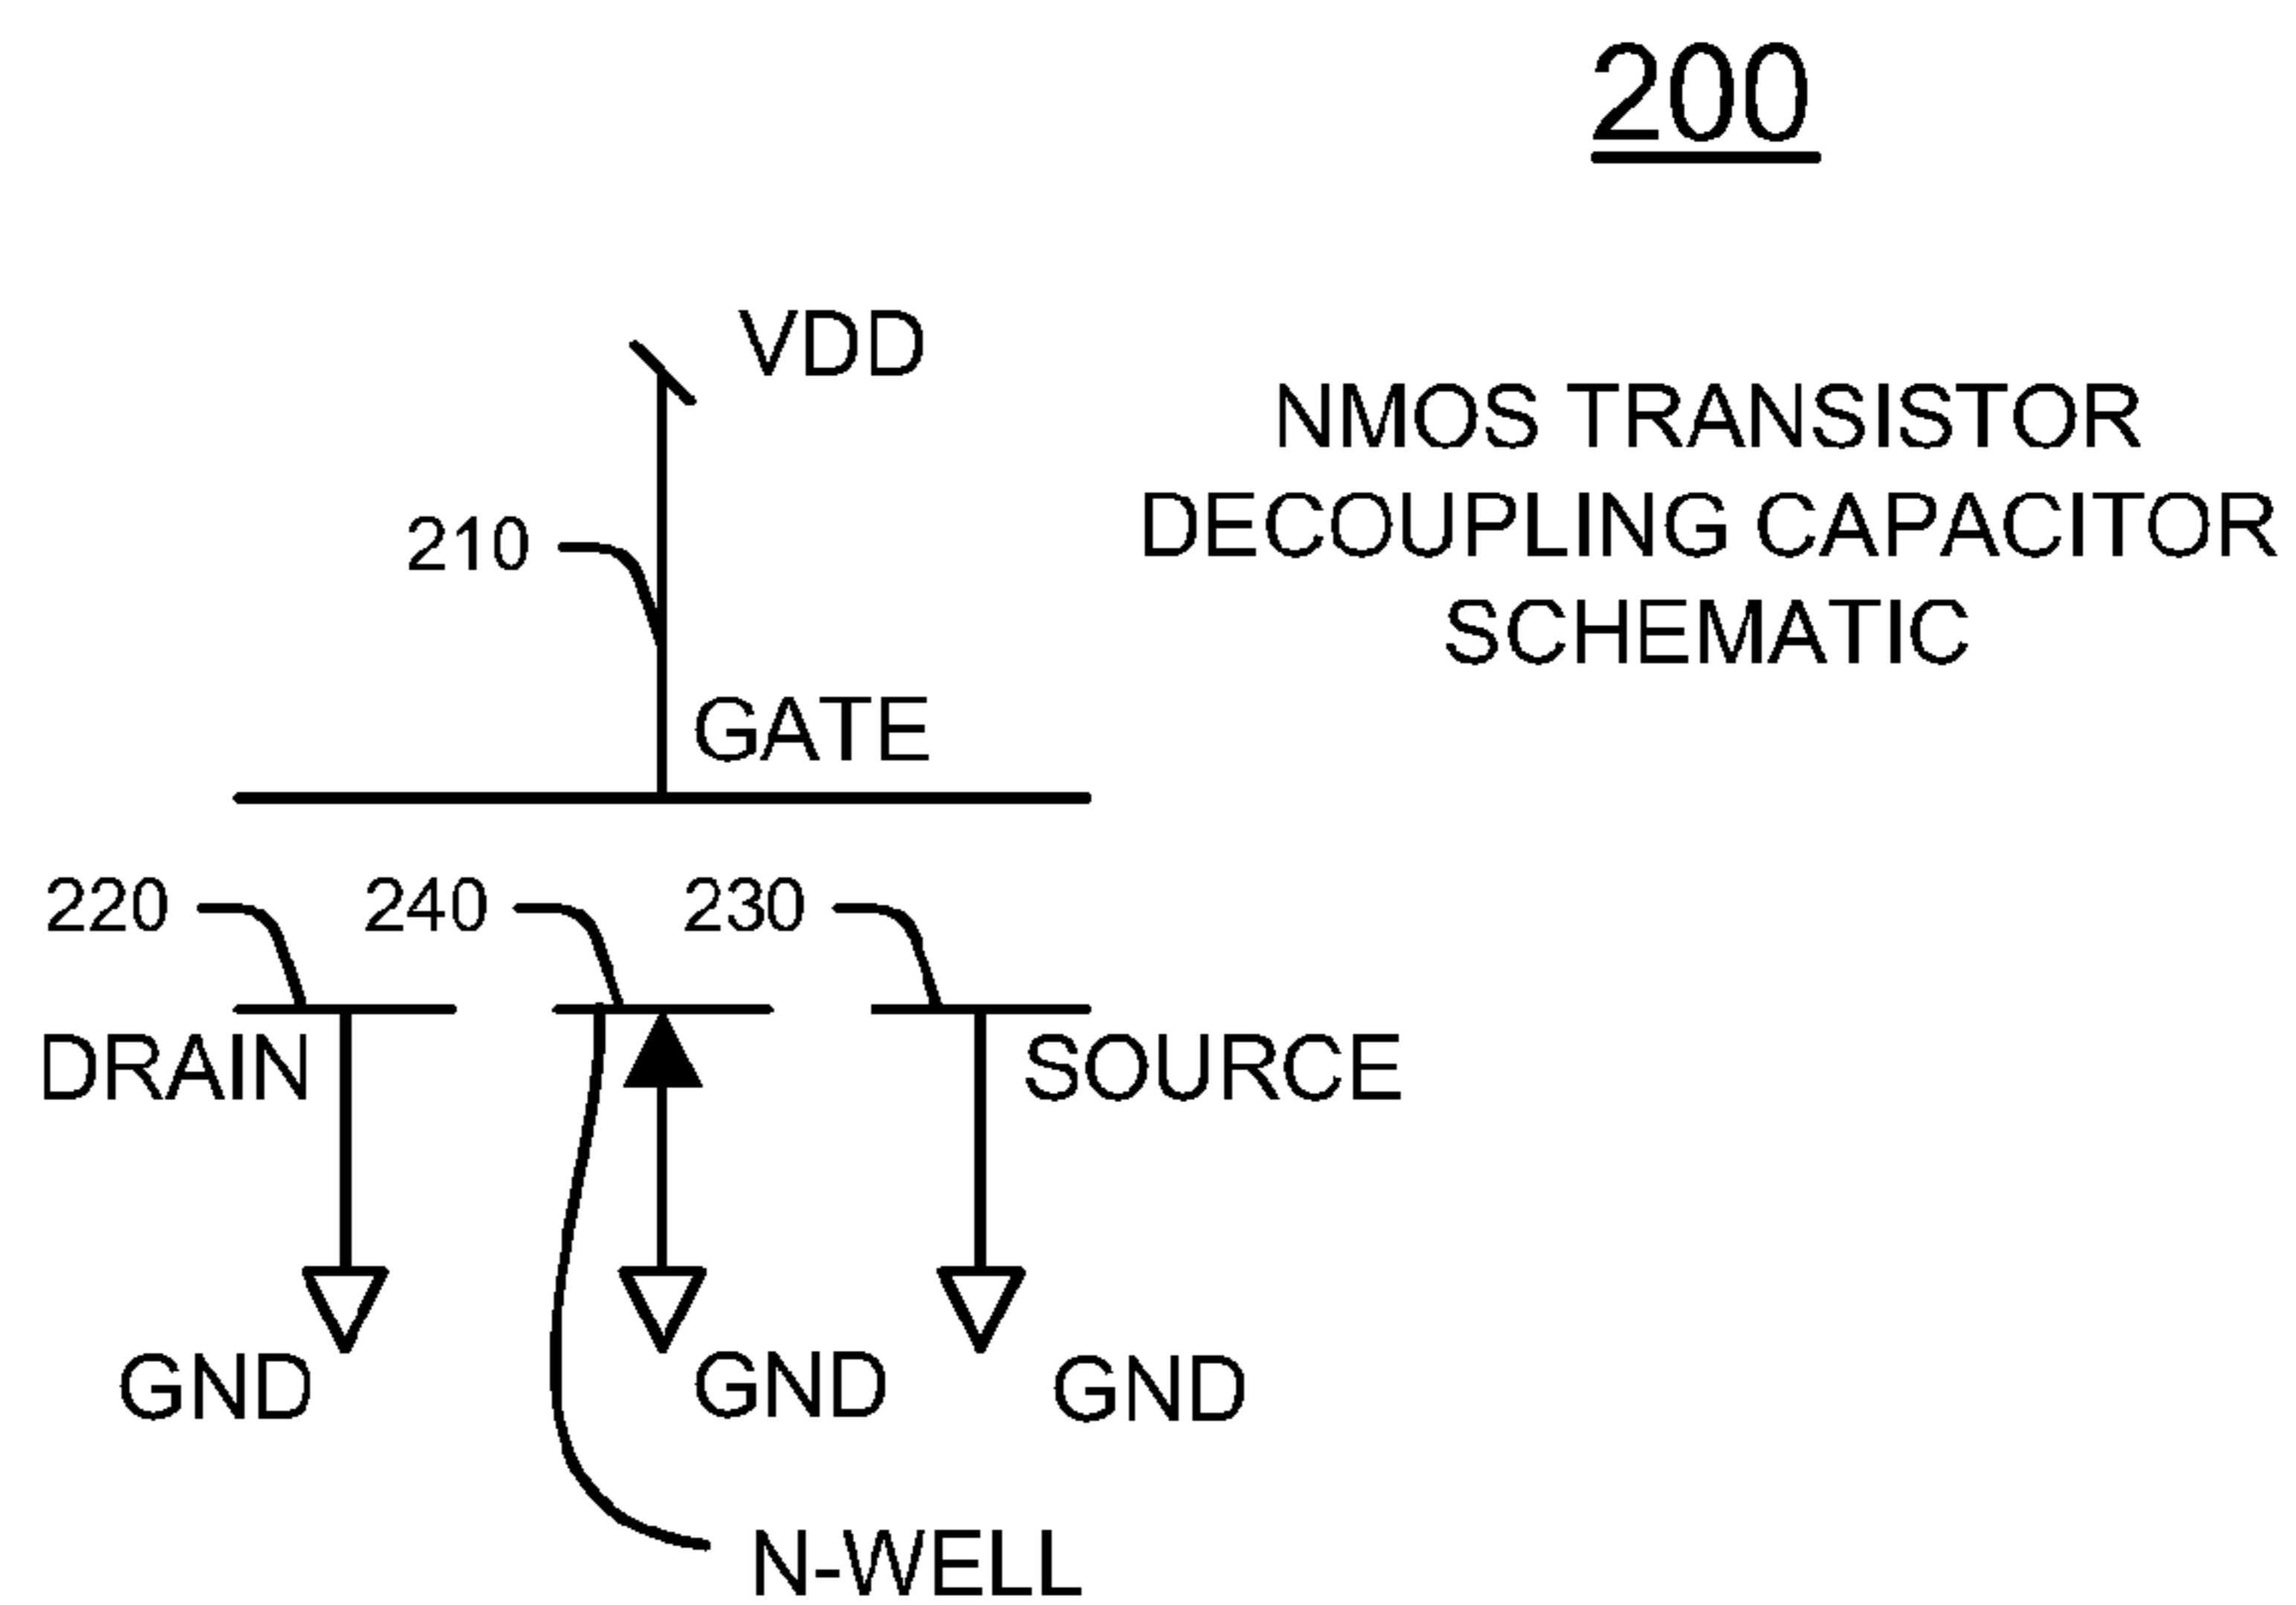 200
VDD
NMOS TRANSISTOR
DECOUPLING CAPACITOR
SCHEMATIC
210
GATE
220
240
230
DRAIN
SOURCE
GND
GND
GND
N-WELL